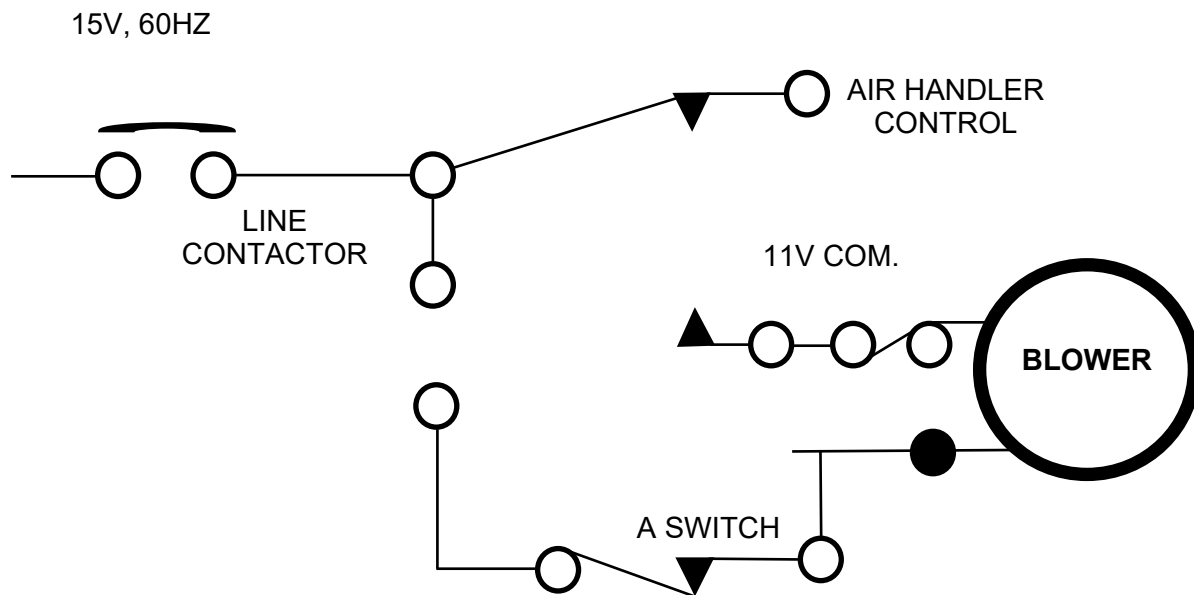 15V, 60HZ
AIR HANDLER
CONTROL
LINE
CONTACTOR
11V COM.
BLOWER
A SWITCH